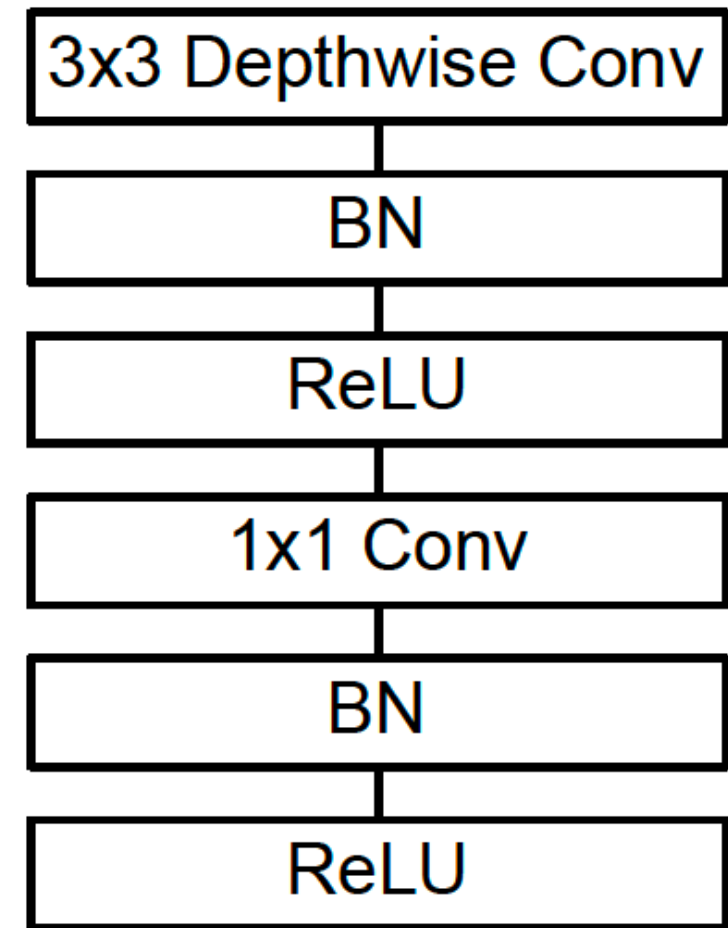 3x3 Depthwise Conv
BN
ReLU
1x1 Conv
BN
ReLU